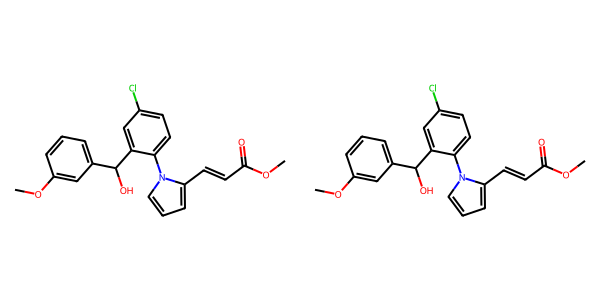 Cl Cl
O O
N O N O
O OH O OH